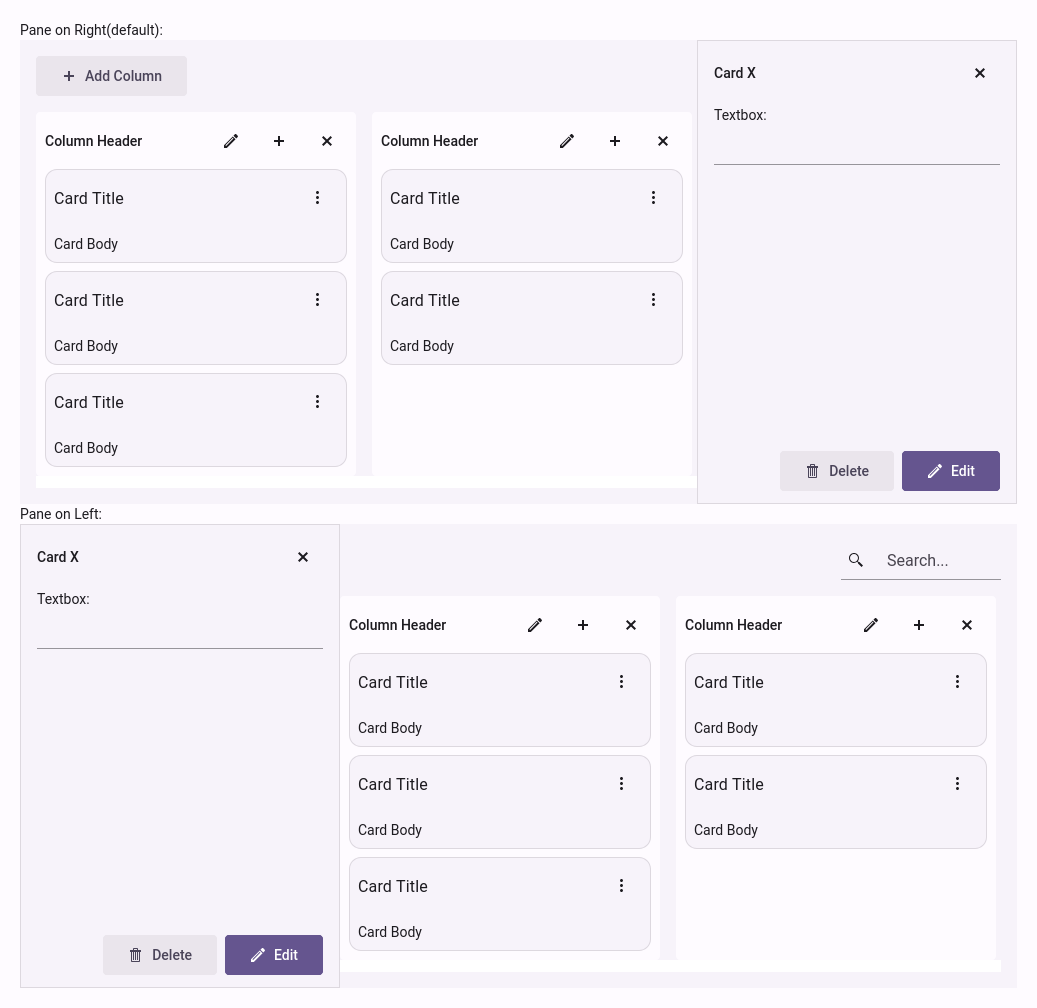 Pane on Right(default):
Add Column
Column Header
Card Title
Card Body
Card Title
Card Body
Card Title
Card Body
Column Header
Card Title
Card Body
Card Title
Card Body
Card X
Textbox:
Delete
Edit
Pane on Left:
Card X
Textbox:
Delete
Edit
Search...
Column Header
Card Title
Card Body
Card Title
Card Body
Card Title
Card Body
Column Header
Card Title
Card Body
Card Title
Card Body